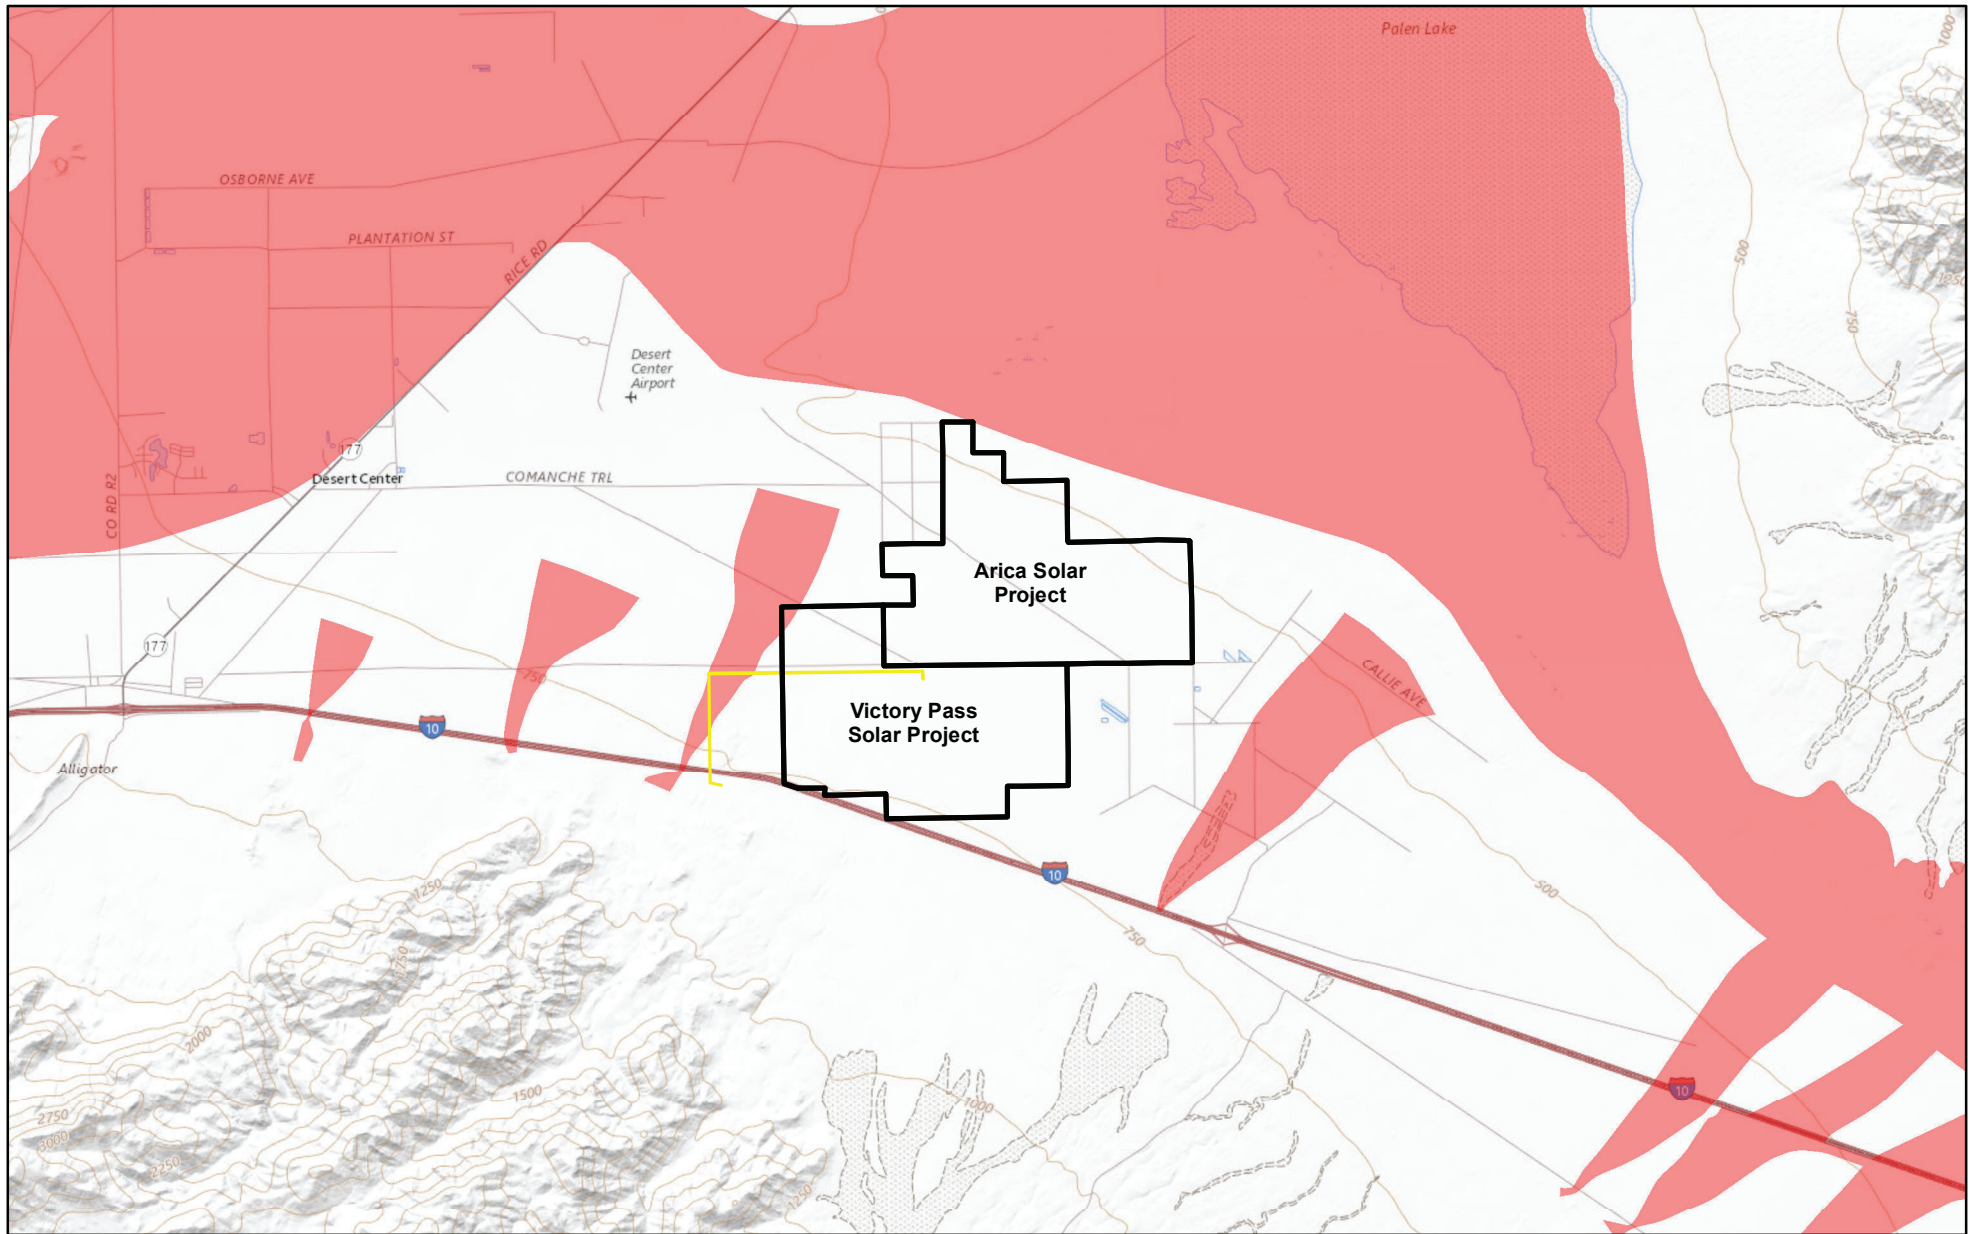 Palen Lake
1000
OSBORNE AVE
PLANTATION ST
RICE RD
500
1250
750
Desert
Center
Airport
177
Desert Center
COMANCHE TRL
CO RD R2
Arica Solar
Project
177
750
CALLIE AVE
10
Victory Pass
Solar Project
Alligator
10
1250
500
750
1750
2000
10
1500
1000
2750
3000
2250
1250